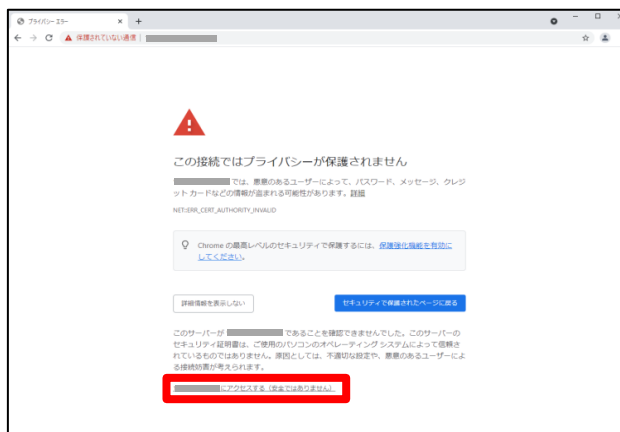 プライバシー エラー
保護されていない通信
この接続ではプライバシーが保護されません
では、悪意のあるユーザーによって、パスワード、メッセージ、クレジ
ット カードなどの情報が盗まれる可能性があります。詳細
NET::ERR_CERT_AUTHORITY_INVALID
Chrome の最高レベルのセキュリティで保護するには、保護強化機能を有効に
してください。
詳細情報を表示しない
セキュリティで保護されたページに戻る
このサーバーが であることを確認できませんでした。このサーバーの
セキュリティ証明書は、ご使用のパソコンのオペレーティング システムによって信頼さ
れているものではありません。原因としては、不適切な設定や、悪意のあるユーザーによ
る接続妨害が考えられます。
にアクセスする（安全ではありません）